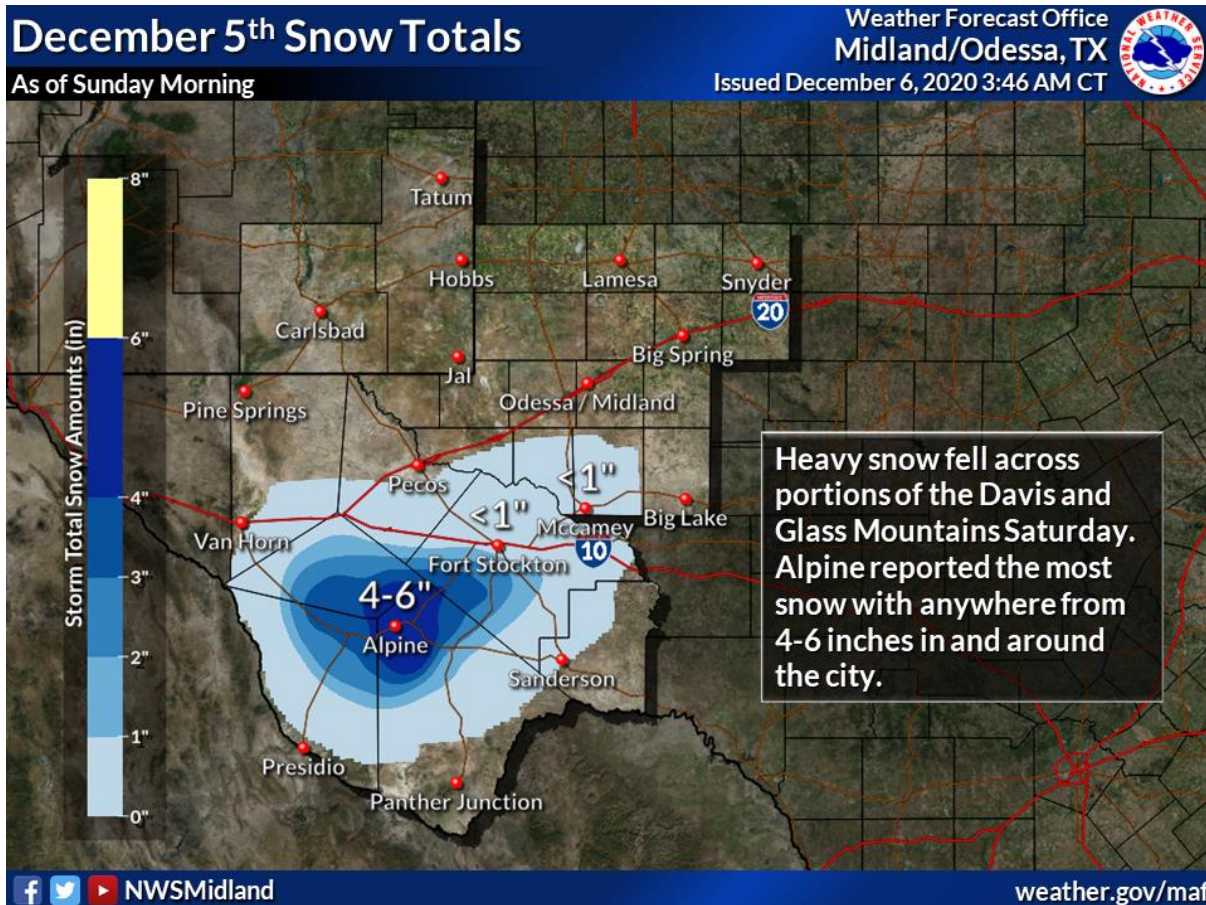 December 5th Snow Totals
As of Sunday Morning
Weather Forecast Office
Midland/Odessa, TX
Issued December 6, 2020 3:46 AM CT
NATIONAL WEATHER SERVICE
Storm Total Snow Amounts (in)
8"
6"
4"
3"
2"
1"
0"
Tatum
Hobbs
Lamesa
Snyder
INTERSTATE
20
Carlsbad
Big Spring
Jal
Pine Springs
Odessa / Midland
Pecos
<1"
<1"
Mccamey
Big Lake
Van Horn
Fort Stockton
10
4-6"
Alpine
Sanderson
Presidio
Panther Junction
Heavy snow fell across
portions of the Davis and
Glass Mountains Saturday.
Alpine reported the most
snow with anywhere from
4-6 inches in and around
the city.
NWSMidland
weather.gov/maf